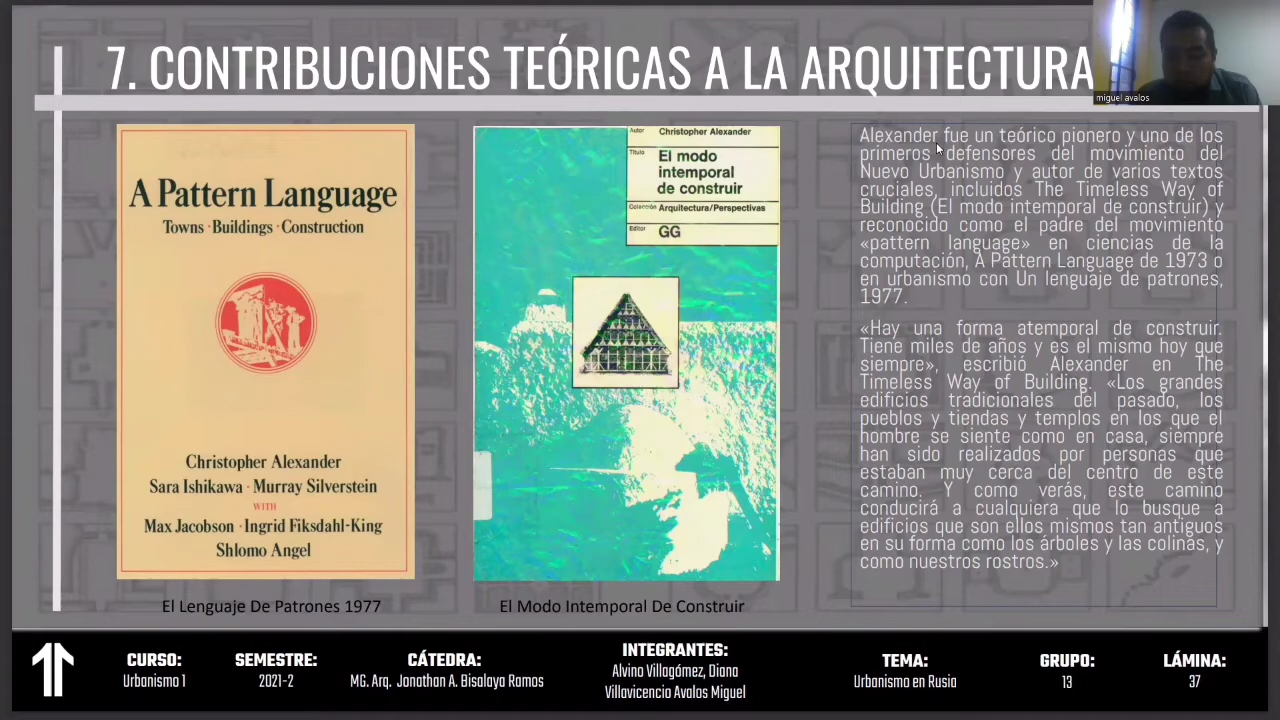 7. CONTRIBUCIONES TEÓRICAS A LA ARQUITECTURA
miguel avalos
A Pattern Language
Towns · Buildings · Construction
Christopher Alexander
Sara Ishikawa · Murray Silverstein
WITH
Max Jacobson · Ingrid Fiksdahl-King
Shlomo Angel
El Lenguaje De Patrones 1977
Autor Christopher Alexander
Título El modo
intemporal
de construir
Colección Arquitectura/Perspectivas
Editor GG
El Modo Intemporal De Construir
Alexander fue un teórico pionero y uno de los
primeros defensores del movimiento del
Nuevo Urbanismo y autor de varios textos
cruciales, incluidos The Timeless Way of
Building (El modo intemporal de construir) y
reconocido como el padre del movimiento
«pattern language» en ciencias de la
computación, A Pattern Language de 1973 o
en urbanismo con Un lenguaje de patrones,
1977.
«Hay una forma atemporal de construir.
Tiene miles de años y es el mismo hoy que
siempre», escribió Alexander en The
Timeless Way of Building. «Los grandes
edificios tradicionales del pasado, los
pueblos y tiendas y templos en los que el
hombre se siente como en casa, siempre
han sido realizados por personas que
estaban muy cerca del centro de este
camino. Y como verás, este camino
conducirá a cualquiera que lo busque a
edificios que son ellos mismos tan antiguos
en su forma como los árboles y las colinas, y
como nuestros rostros.»
CURSO:
Urbanismo 1
SEMESTRE:
2021-2
CÁTEDRA:
MG. Arq. Jonathan A. Bisalaya Ramos
INTEGRANTES:
Alvino Villagómez, Diana
Villavicencio Avalos Miguel
TEMA:
Urbanismo en Rusia
GRUPO:
13
LÁMINA:
37